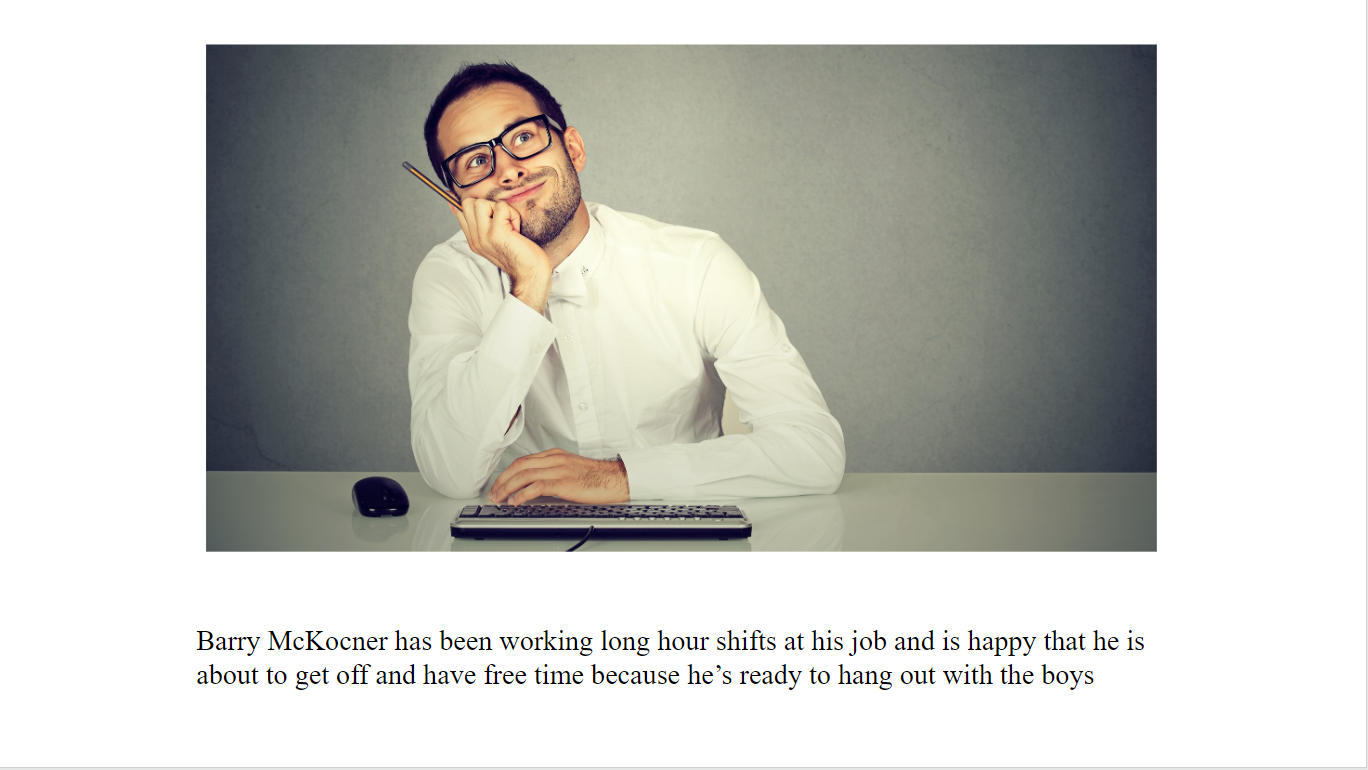 Barry McKocner has been working long hour shifts at his job and is happy that he is
about to get off and have free time because he’s ready to hang out with the boys